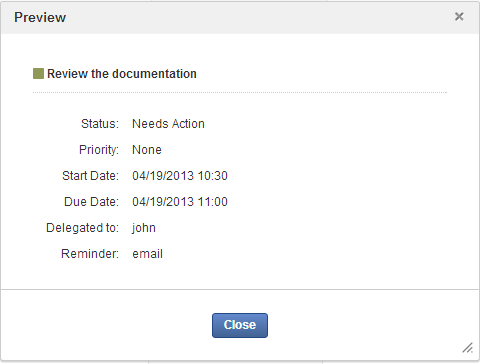 Preview
Review the documentation
Status: Needs Action
Priority: None
Start Date: 04/19/2013 10:30
Due Date: 04/19/2013 11:00
Delegated to: john
Reminder: email
Close